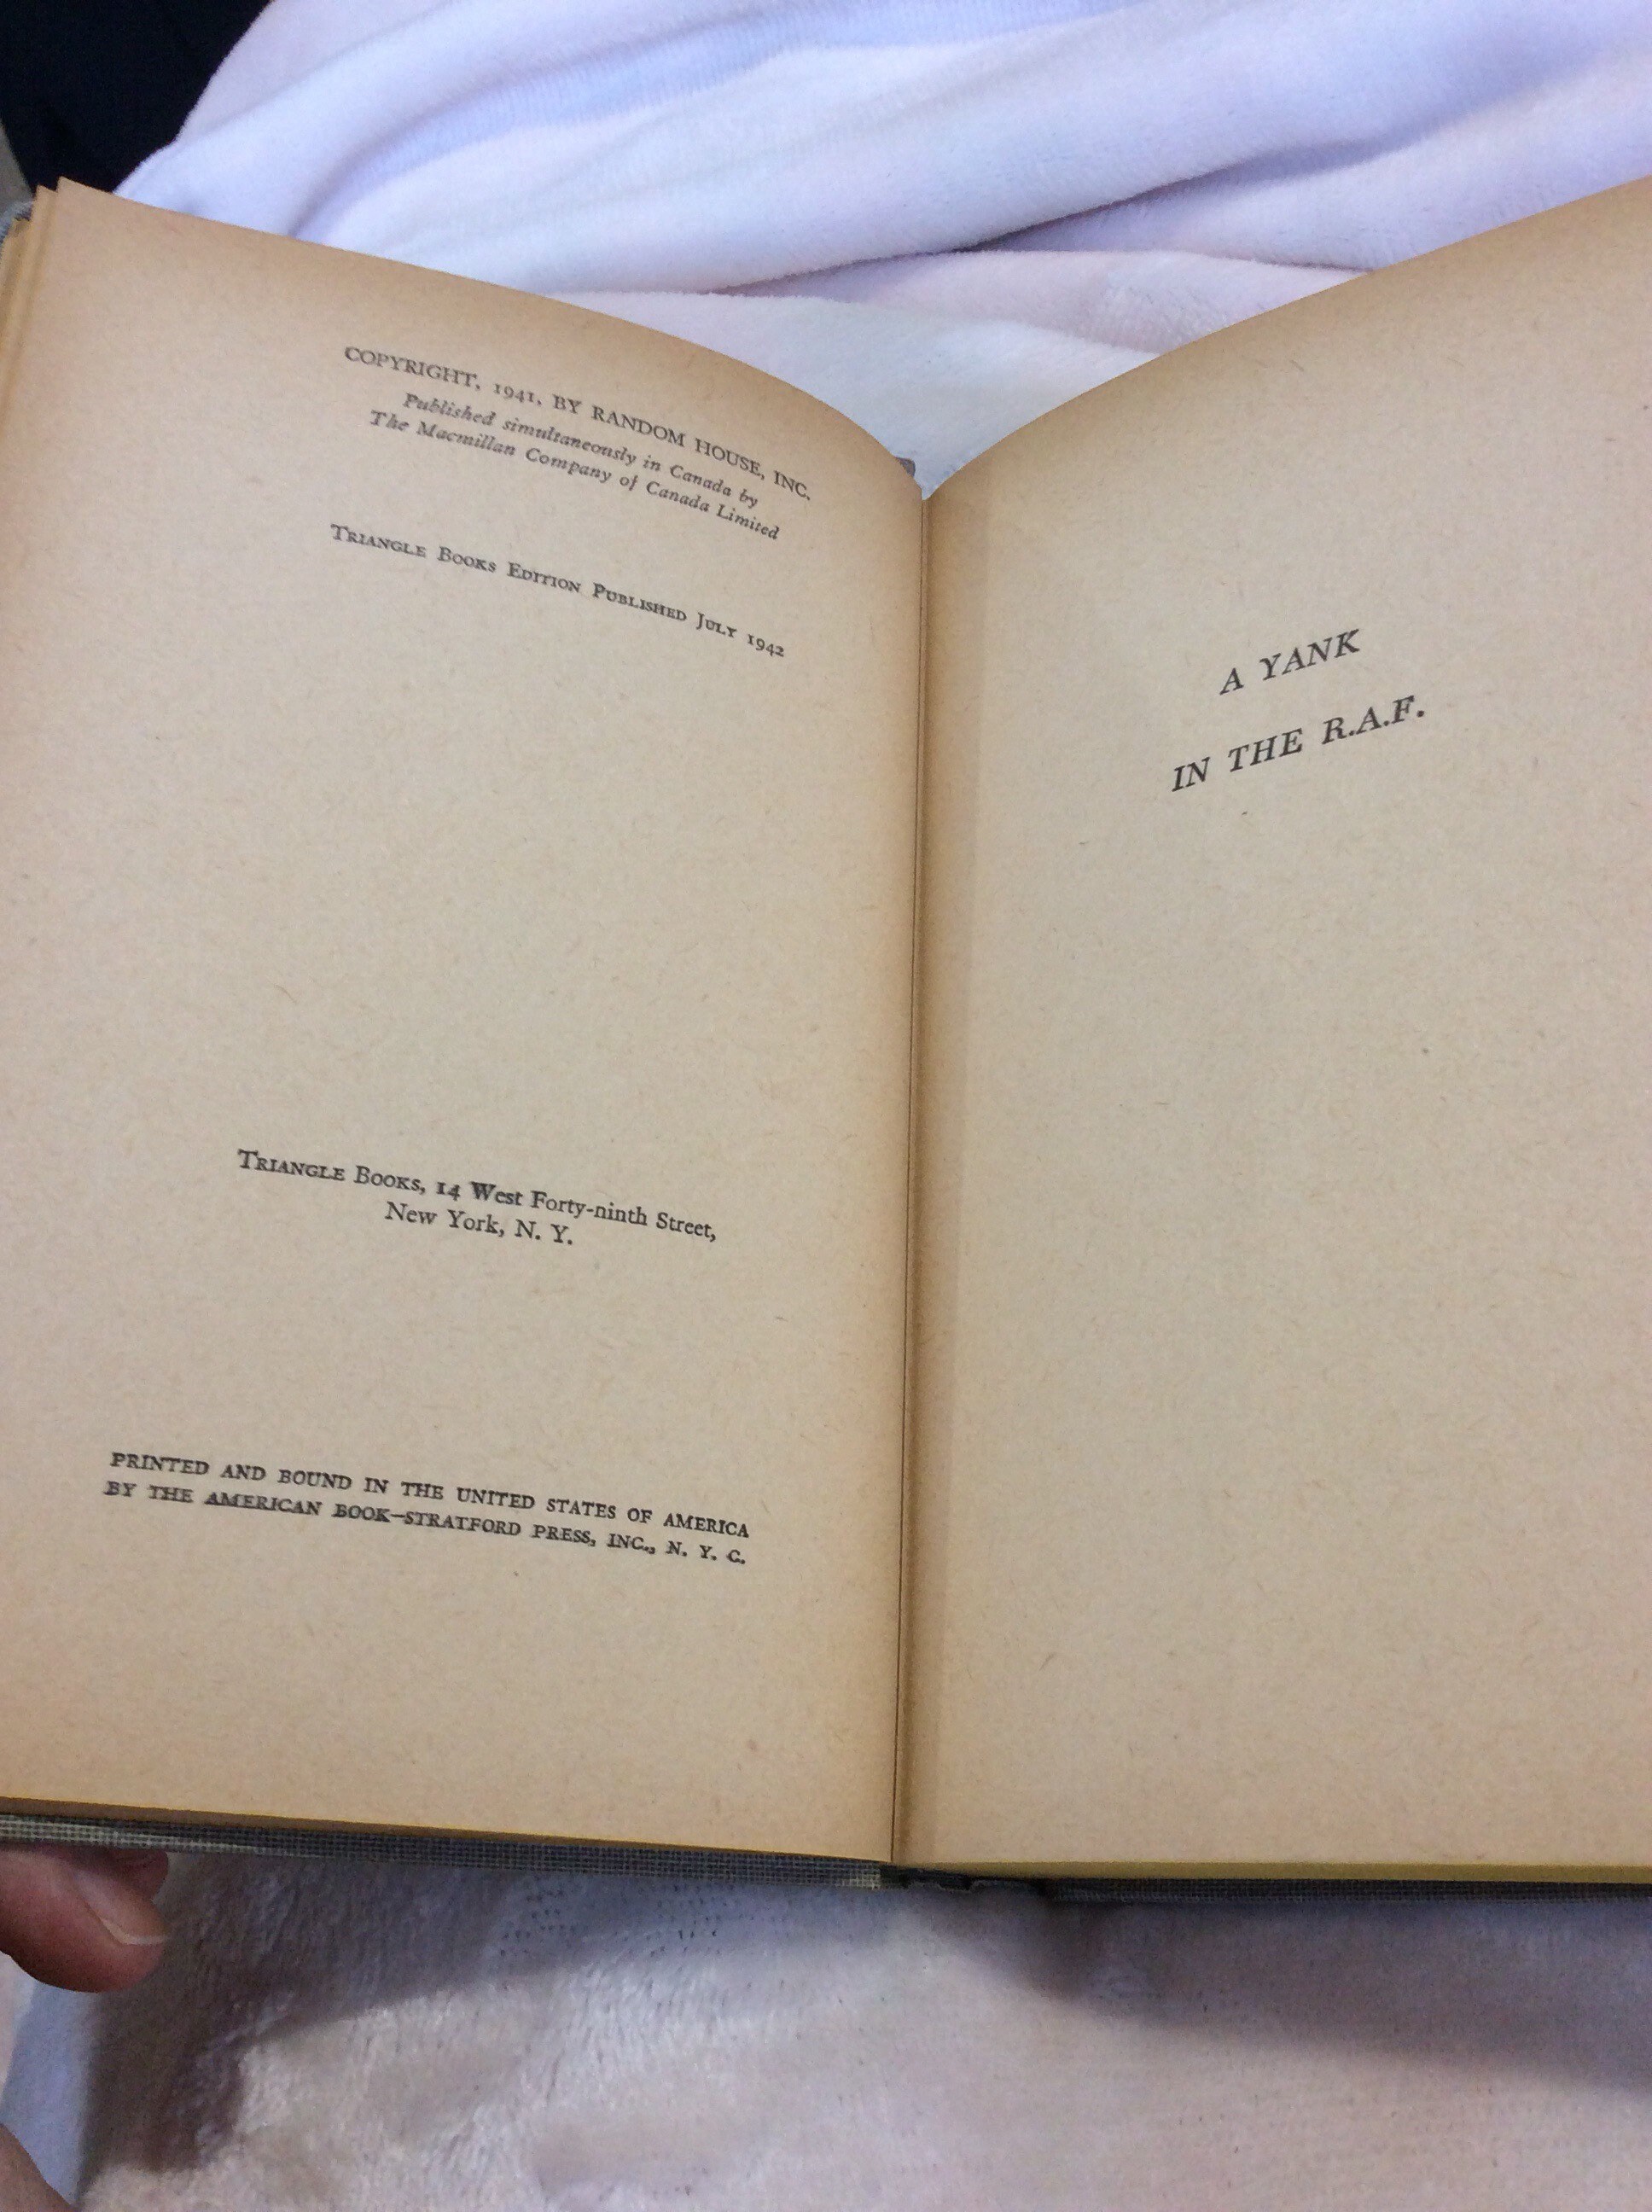 COPYRIGHT, 1941, BY RANDOM HOUSE, INC.
Published simultaneously in Canada by
The Macmillan Company of Canada Limited
TRIANGLE BOOKS EDITION PUBLISHED JULY 1942
TRIANGLE BOOKS, 14 West Forty-ninth Street,
New York, N. Y.
PRINTED AND BOUND IN THE UNITED STATES OF AMERICA
BY THE AMERICAN BOOK—STRATFORD PRESS, INC., N. Y. C.
A YANK
IN THE R.A.F.